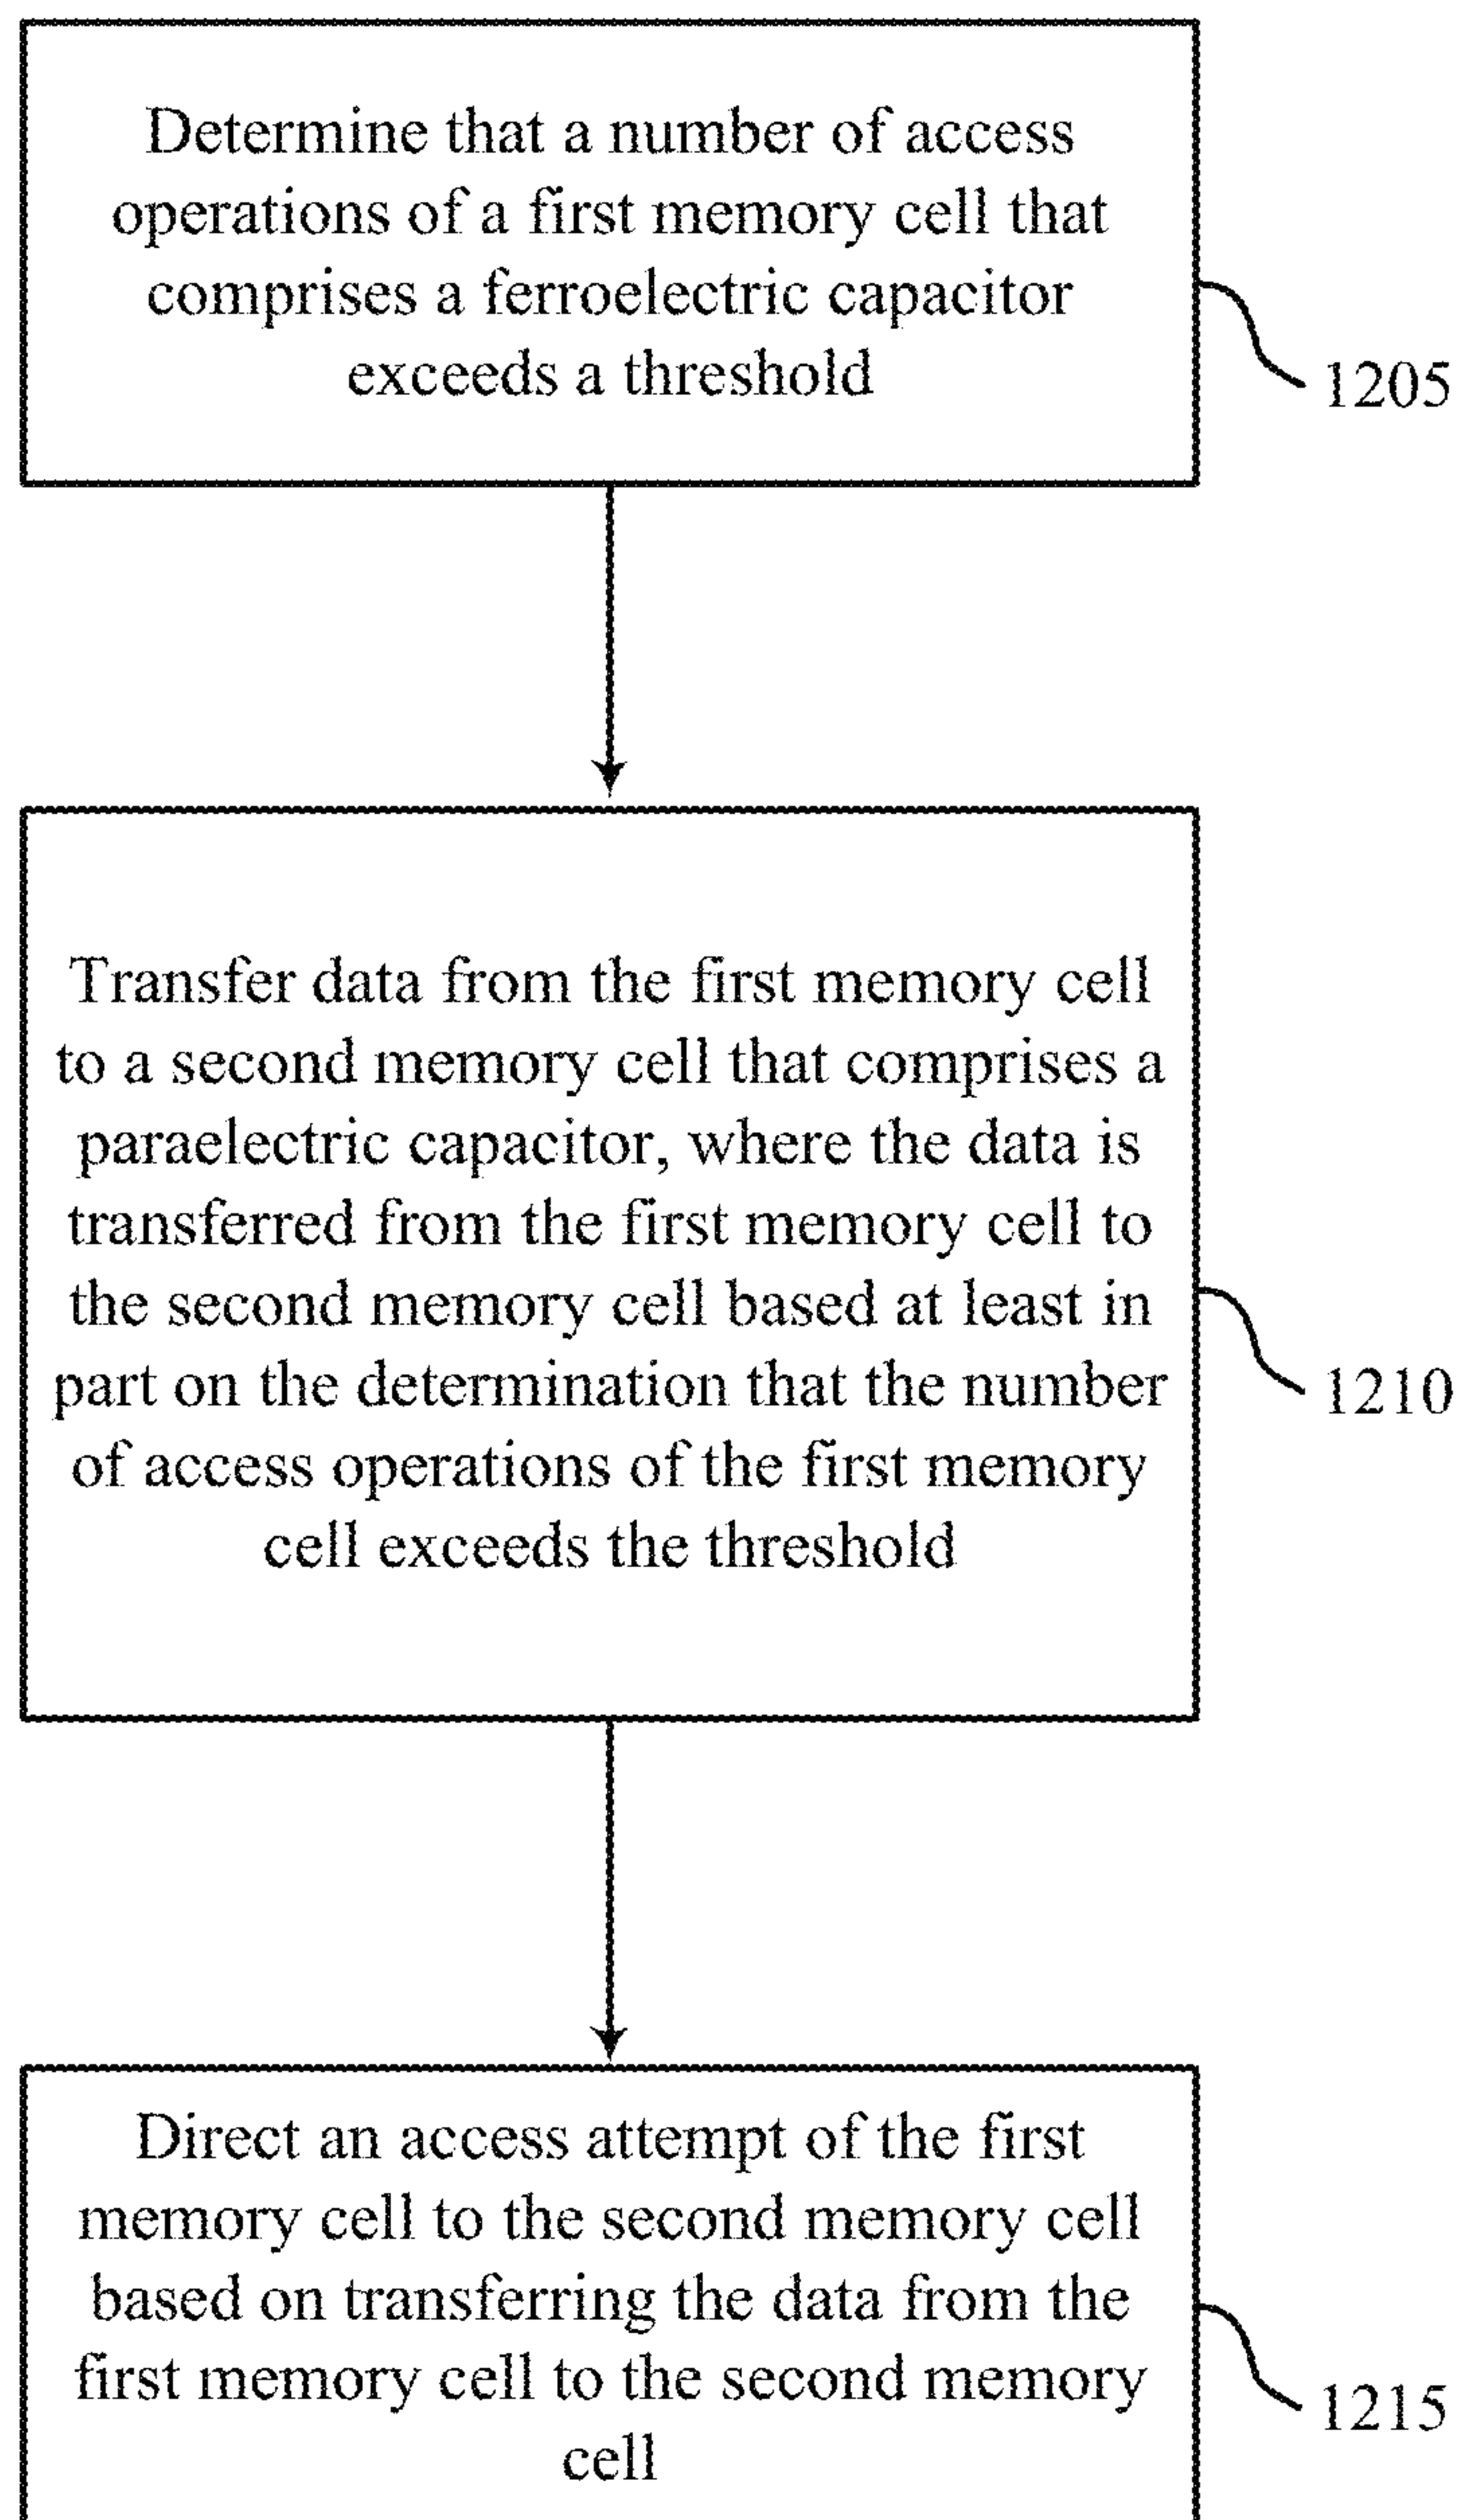 Determine that a number of access
operations of a first memory cell that
comprises a ferroelectric capacitor
exceeds a threshold
1205
Transfer data from the first memory cell
to a second memory cell that comprises a
paraelectric capacitor, where the data is
transferred from the first memory cell to
the second memory cell based at least in
part on the determination that the number
of access operations of the first memory
cell exceeds the threshold
1210
Direct an access attempt of the first
memory cell to the second memory cell
based on transferring the data from the
first memory cell to the second memory
cell
1215